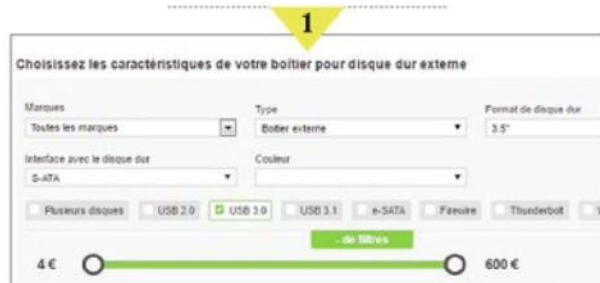 1
Choisissez les caractéristiques de votre boîtier pour disque dur externe
Marques Type Format de disque dur
Toutes les marques Boitier externe 3.5"
Interface avec le disque dur Couleur
S-ATA
Plusieurs disques USB 2.0 USB 3.0 USB 3.1 e-SATA Firewire Thunderbolt
- de filtres
4 € 600 €